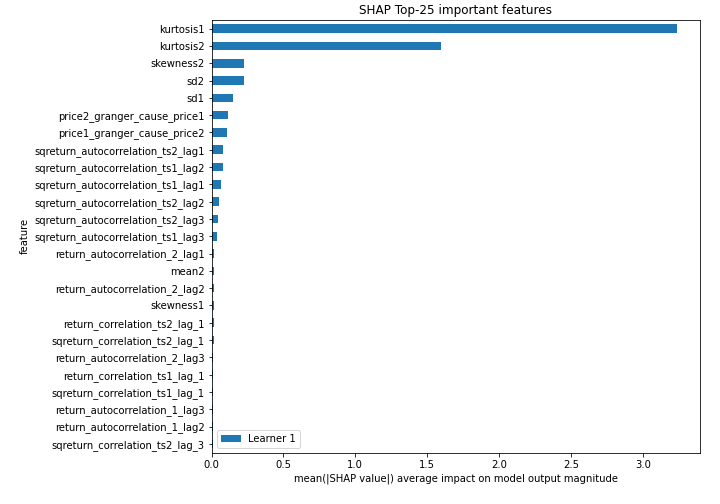 SHAP Top-25 important features
kurtosis1
kurtosis2
skewness2
sd2
sd1
price2_granger_cause_price1
price1_granger_cause_price2
sqreturn_autocorrelation_ts2_lag1
sqreturn_autocorrelation_ts1_lag2
sqreturn_autocorrelation_ts1_lag1
sqreturn_autocorrelation_ts2_lag2
sqreturn_autocorrelation_ts2_lag3
sqreturn_autocorrelation_ts1_lag3
return_autocorrelation_2_lag1
mean2
return_autocorrelation_2_lag2
skewness1
return_correlation_ts2_lag_1
sqreturn_correlation_ts2_lag_1
return_autocorrelation_2_lag3
return_correlation_ts1_lag_1
sqreturn_correlation_ts1_lag_1
return_autocorrelation_1_lag3
return_autocorrelation_1_lag2
sqreturn_correlation_ts2_lag_3
feature
Learner 1
0.0 0.5 1.0 1.5 2.0 2.5 3.0
mean(|SHAP value|) average impact on model output magnitude